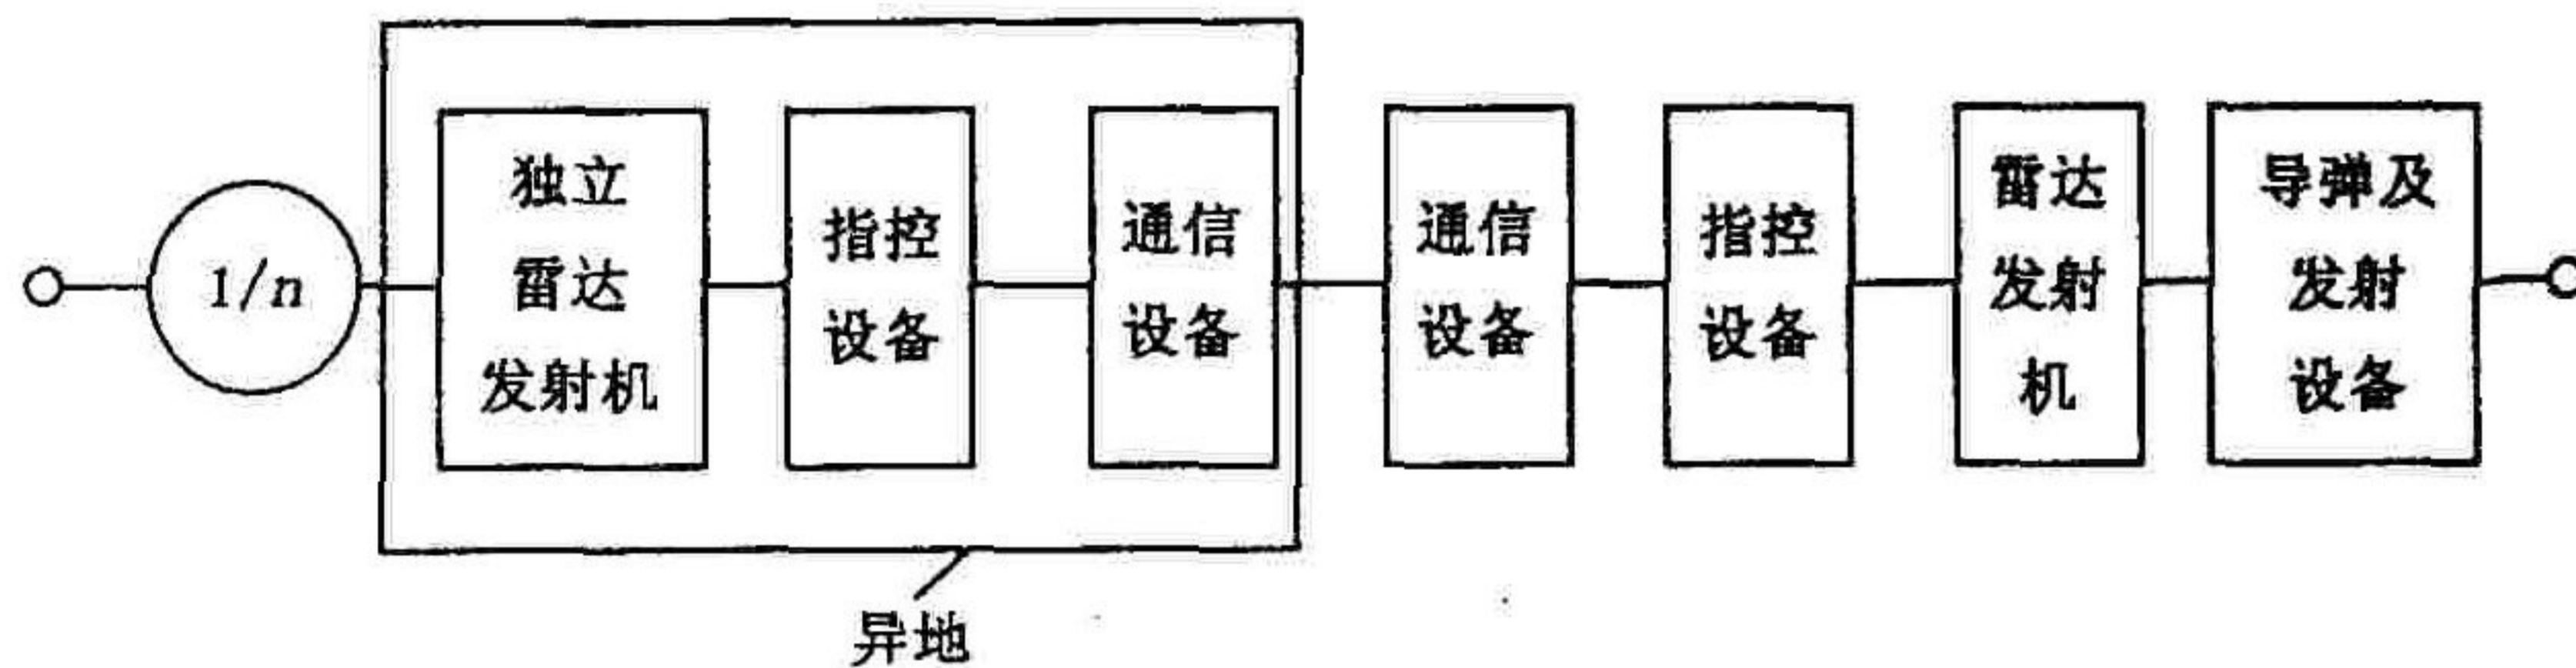 1/n
独立
雷达
发射机
指控
设备
通信
设备
通信
设备
指控
设备
雷达
发射
机
导弹及
发射
设备
异地